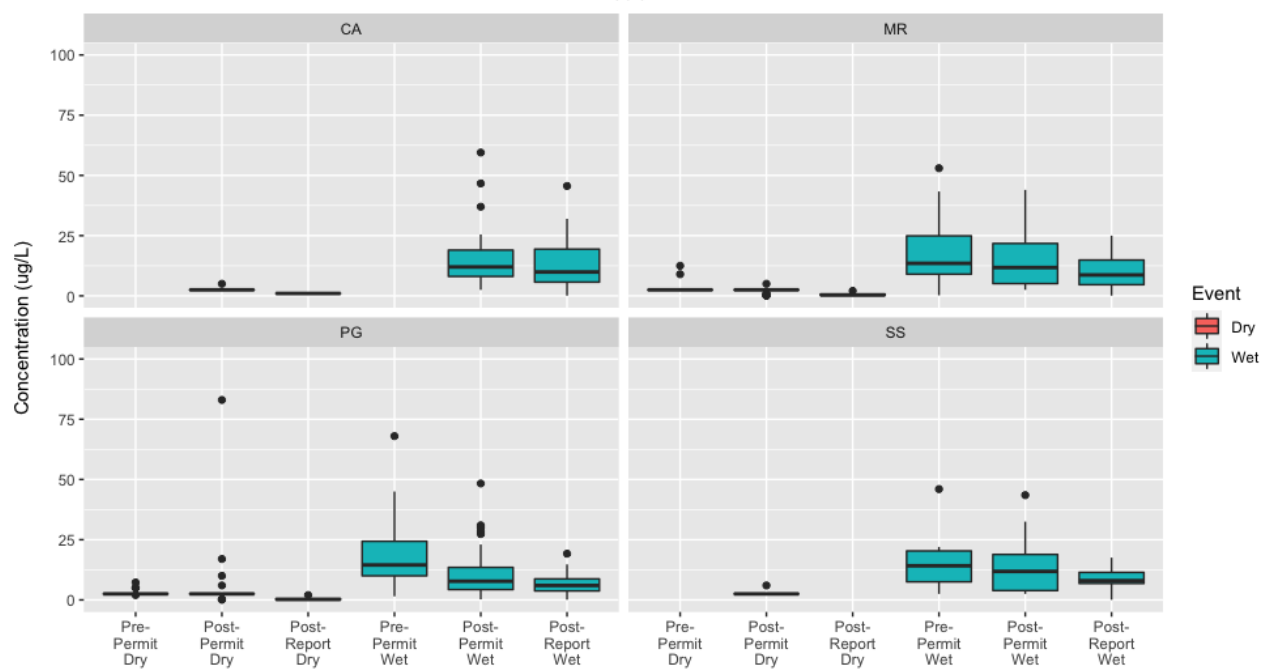 CA
MR
100
75
50
25
0
PG
SS
100
75
50
25
0
Concentration (ug/L)
Event
Dry
Wet
Pre-
Permit
Dry
Post-
Permit
Dry
Post-
Report
Dry
Pre-
Permit
Wet
Post-
Permit
Wet
Post-
Report
Wet
Pre-
Permit
Dry
Post-
Permit
Dry
Post-
Report
Dry
Pre-
Permit
Wet
Post-
Permit
Wet
Post-
Report
Wet